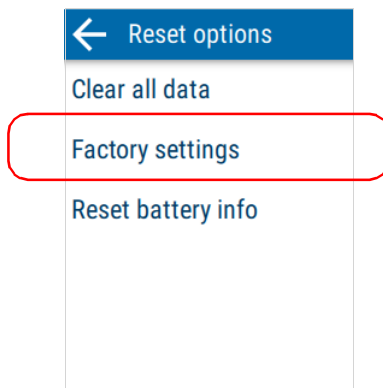 Reset options
Clear all data
Factory settings
Reset battery info